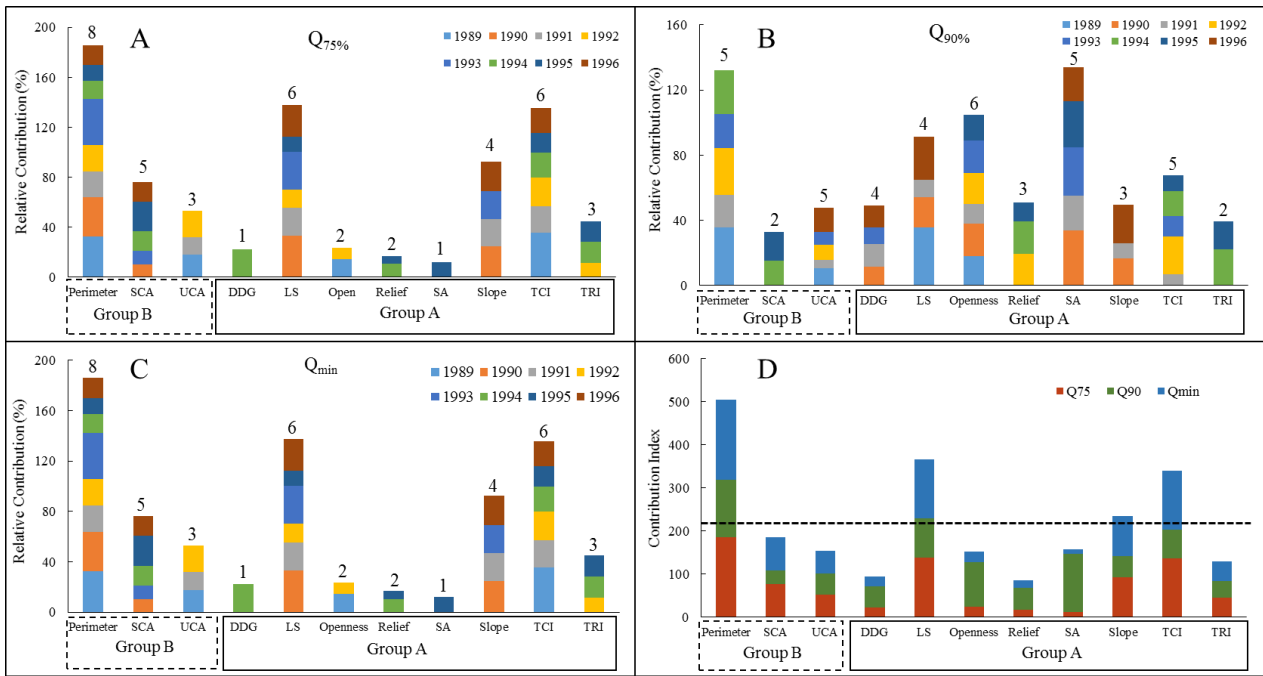 A
Q75%
1989 1990 1991 1992
1993 1994 1995 1996
Relative Contribution (%)
200
160
120
80
40
0
8 5 3 1 6 2 2 1 4 6 3
Perimeter SCA UCA DDG LS Open Relief SA Slope TCI TRI
Group B Group A
B
Q90%
1989 1990 1991 1992
1993 1994 1995 1996
Relative Contribution (%)
160
120
80
40
0
5 2 5 4 4 6 3 5 3 5 2
Perimeter SCA UCA DDG LS Openness Relief SA Slope TCI TRI
Group B Group A
C
Qmin
1989 1990 1991 1992
1993 1994 1995 1996
Relative Contribution (%)
200
160
120
80
40
0
8 5 3 1 6 2 2 1 4 6 3
Perimeter SCA UCA DDG LS Openness Relief SA Slope TCI TRI
Group B Group A
D
Q75 Q90 Qmin
Contribution Index
600
500
400
300
200
100
0
Perimeter SCA UCA DDG LS Openness Relief SA Slope TCI TRI
Group B Group A